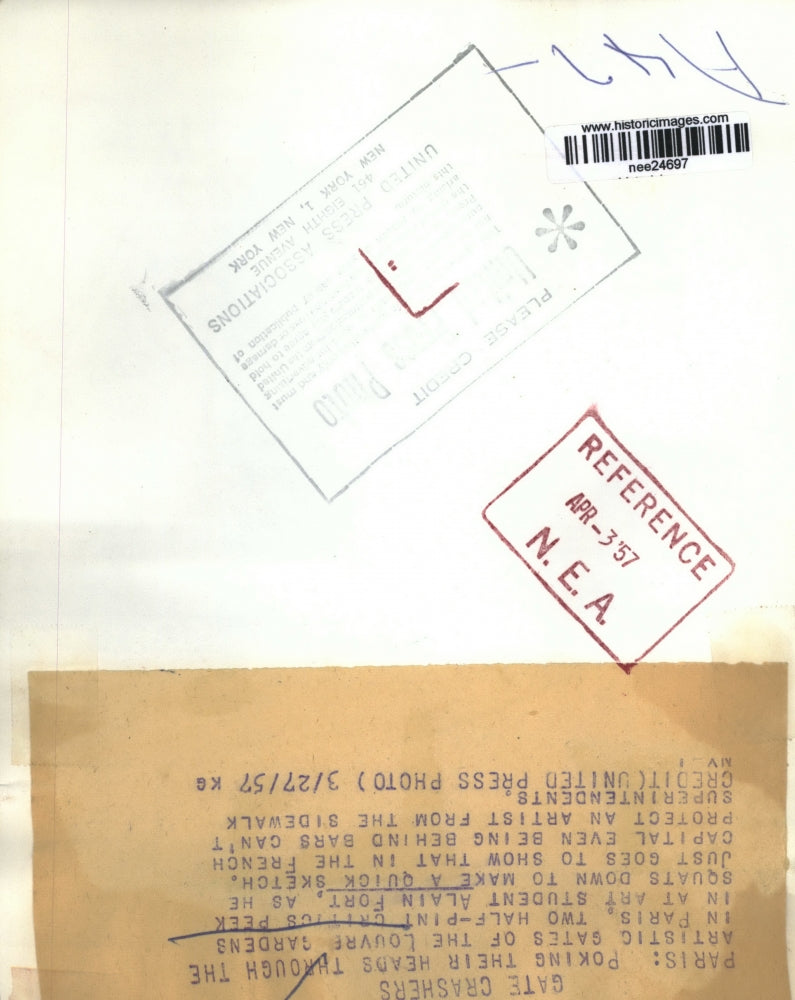 www.historicimages.com
nee24697
PLEASE CREDIT
UNITED PRESS ASSOCIATIONS
461 EIGHTH AVENUE
NEW YORK 1, NEW YORK
REFERENCE
APR-3'57
N.E.A.
GATE CRASHERS
PARIS: POKING THEIR HEADS THROUGH THE
ARTISTIC GATES OF THE LOUVRE GARDENS
IN PARIS, TWO HALF-PINT CRITICS PEEK
IN AT ART STUDENT ALAIN FORT, AS HE
SQUATS DOWN TO MAKE A QUICK SKETCH.
JUST GOES TO SHOW THAT IN THE FRENCH
CAPITAL EVEN BEING BEHIND BARS CAN'T
PROTECT AN ARTIST FROM THE SIDEWALK
SUPERINTENDENTS.
CREDIT(UNITED PRESS PHOTO) 3/27/57 KG